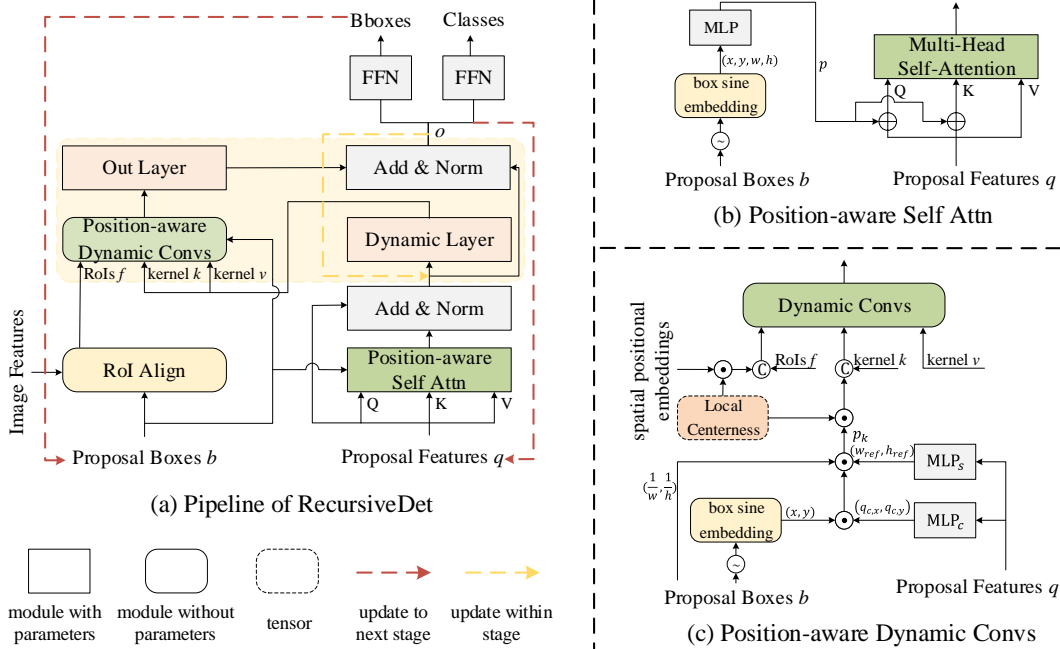 Bboxes
Classes
FFN
FFN
o
Out Layer
Add & Norm
Position-aware
Dynamic Convs
Dynamic Layer
RoIs f
kernel k
kernel v
Add & Norm
Image Features
RoI Align
Position-aware
Self Attn
Q
K
V
Proposal Boxes b
Proposal Features q
(a) Pipeline of RecursiveDet
module with
parameters
module without
parameters
tensor
update to
next stage
update within
stage
MLP
(x, y, w, h)
p
box sine
embedding
~
Multi-Head
Self-Attention
Q
K
V
Proposal Boxes b
Proposal Features q
(b) Position-aware Self Attn
Dynamic Convs
spatial positional
embeddings
C
RoIs f
C
kernel k
kernel v
Local
Centerness
p_k
(w_ref, h_ref)
MLP_s
(1/w, 1/h)
box sine
embedding
(x, y)
(q_c,x, q_c,y)
MLP_c
~
Proposal Boxes b
Proposal Features q
(c) Position-aware Dynamic Convs